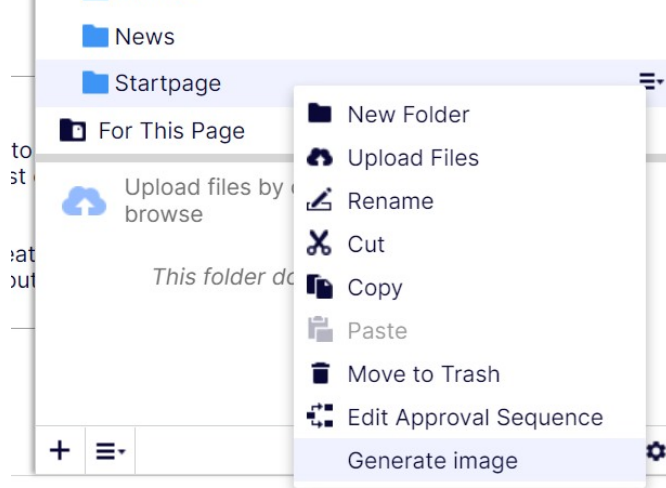 News
Startpage
For This Page
New Folder
Upload Files
Rename
Cut
Copy
Paste
Move to Trash
Edit Approval Sequence
Generate image
Upload files by
browse
This folder